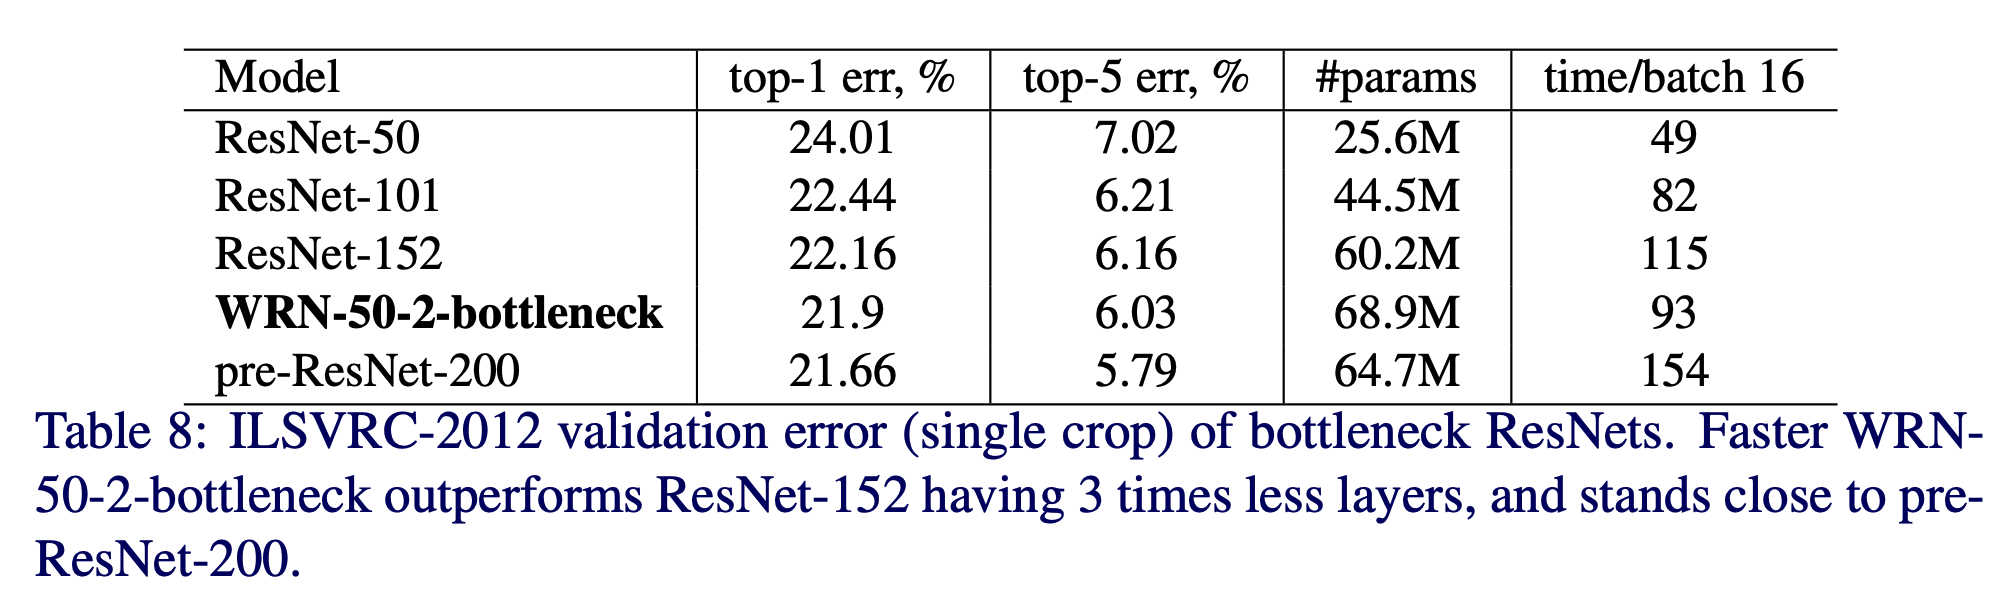 Model top-1 err, % top-5 err, % #params time/batch 16
ResNet-50 24.01 7.02 25.6M 49
ResNet-101 22.44 6.21 44.5M 82
ResNet-152 22.16 6.16 60.2M 115
WRN-50-2-bottleneck 21.9 6.03 68.9M 93
pre-ResNet-200 21.66 5.79 64.7M 154
Table 8: ILSVRC-2012 validation error (single crop) of bottleneck ResNets. Faster WRN-
50-2-bottleneck outperforms ResNet-152 having 3 times less layers, and stands close to pre-
ResNet-200.